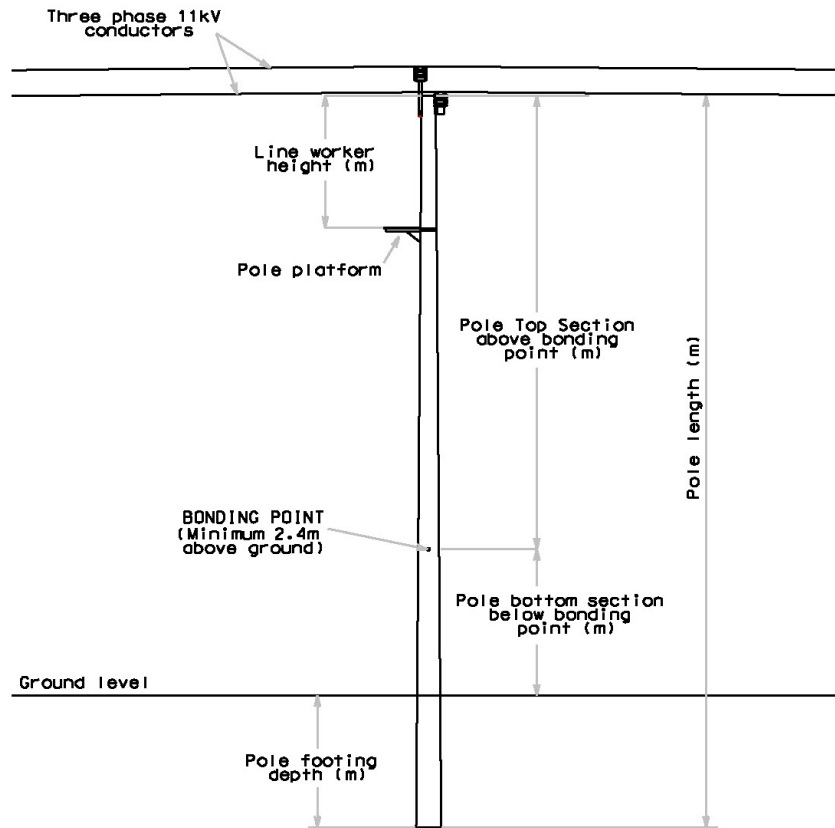 Three phase 11kV
conductors
Line worker
height (m)
Pole platform
Pole Top Section
above bonding
point (m)
Pole length (m)
BONDING POINT
(Minimum 2.4m
above ground)
Pole bottom section
below bonding
point (m)
Ground level
Pole footing
depth (m)